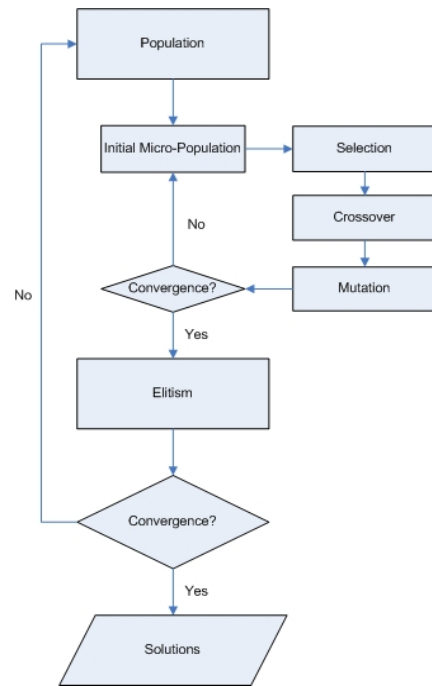 Population
Initial Micro-Population
Selection
Crossover
No
Mutation
Convergence?
No
Yes
Elitism
Convergence?
Yes
Solutions